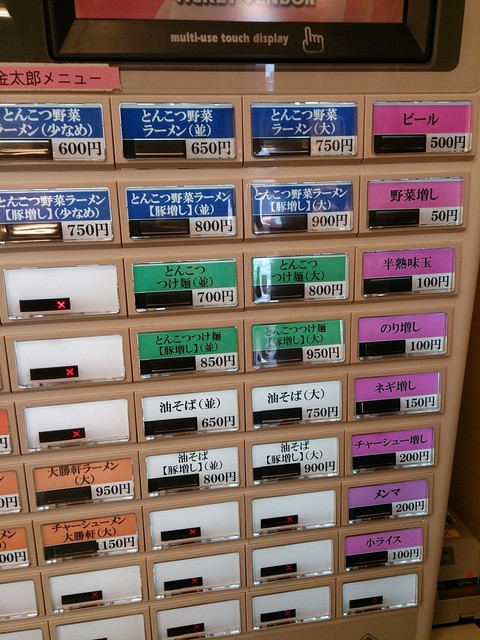 TICKET VENDOR
multi-use touch display
金太郎メニュー
とんこつ野菜
ラーメン(少なめ)
600円
とんこつ野菜
ラーメン(並)
650円
とんこつ野菜
ラーメン(大)
750円
ビール
500円
とんこつ野菜ラーメン
【豚増し】(少なめ)
750円
とんこつ野菜ラーメン
【豚増し】(並)
800円
とんこつ野菜ラーメン
【豚増し】(大)
900円
野菜増し
50円
とんこつ
つけ麺(並)
700円
とんこつ
つけ麺(大)
800円
半熟味玉
100円
とんこつつけ麺
【豚増し】(並)
850円
とんこつつけ麺
【豚増し】(大)
950円
のり増し
100円
油そば(並)
650円
油そば(大)
750円
ネギ増し
150円
大勝軒ラーメン
(大)
950円
油そば
【豚増し】(並)
800円
油そば
【豚増し】(大)
900円
チャーシュー増し
200円
チャーシューメン
大勝軒(大)
1150円
メンマ
200円
小ライス
100円